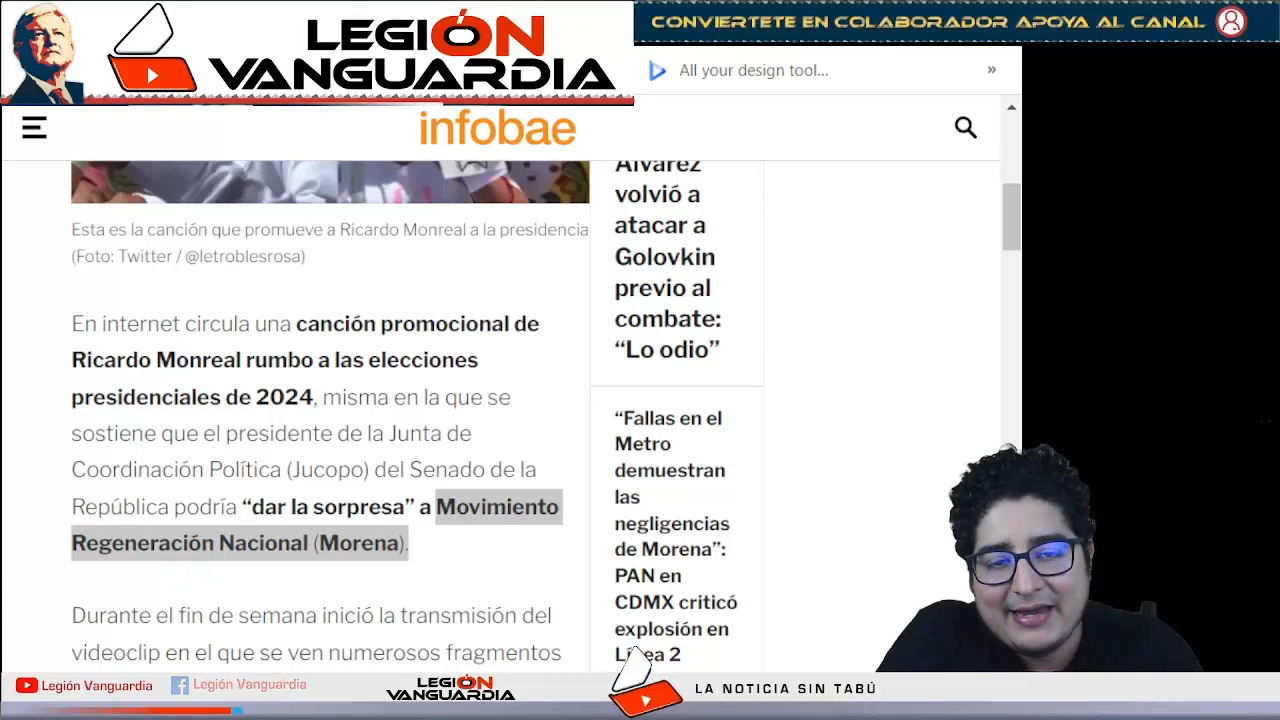 LEGIÓN
VANGUARDIA
CONVIERTETE EN COLABORADOR APOYA AL CANAL
All your design tool...
»
infobae
Esta es la canción que promueve a Ricardo Monreal a la presidencia
(Foto: Twitter / @letroblesrosa)
En internet circula una canción promocional de
Ricardo Monreal rumbo a las elecciones
presidenciales de 2024, misma en la que se
sostiene que el presidente de la Junta de
Coordinación Política (Jucopo) del Senado de la
República podría “dar la sorpresa” a Movimiento
Regeneración Nacional (Morena).
Durante el fin de semana inició la transmisión del
videoclip en el que se ven numerosos fragmentos
Álvarez
volvió a
atacar a
Golovkin
previo al
combate:
“Lo odio”
“Fallas en el
Metro
demuestran
las
negligencias
de Morena”:
PAN en
CDMX criticó
explosión en
Línea 2
Legión Vanguardia
Legión Vanguardia
LEGIÓN
VANGUARDIA
LA NOTICIA SIN TABÚ